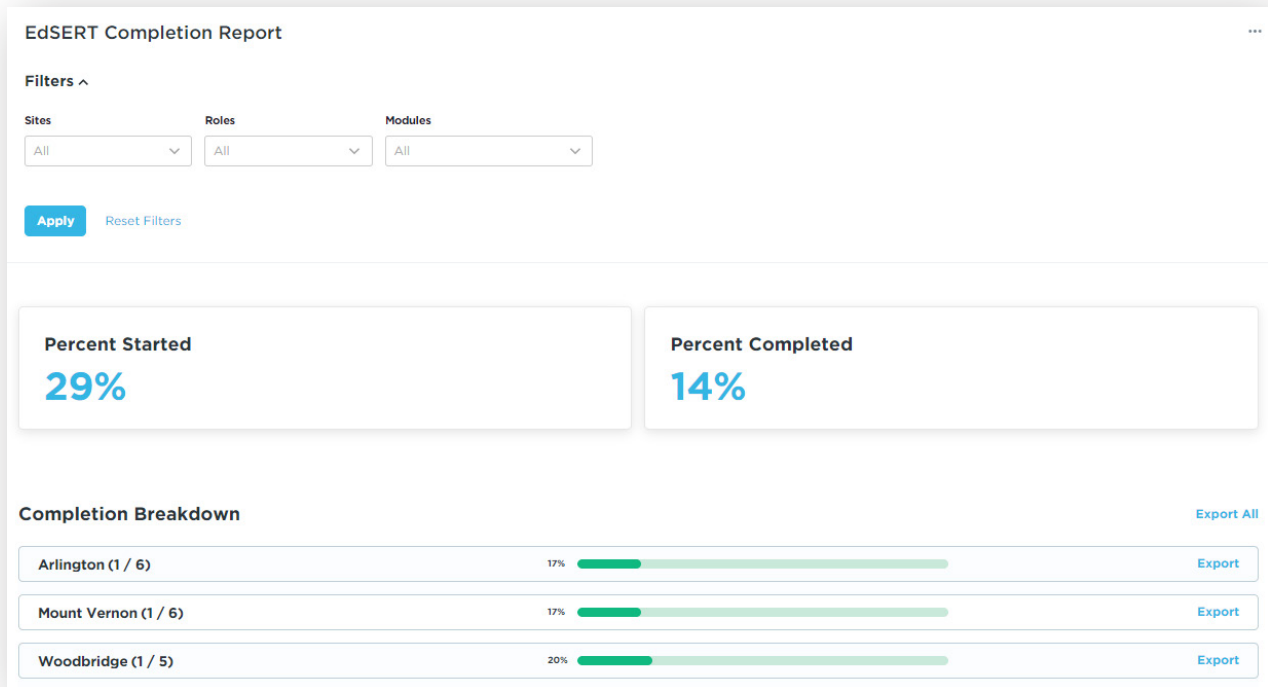 EdSERT Completion Report
...
Filters
Sites Roles Modules
All All All
Apply Reset Filters
Percent Started Percent Completed
29% 14%
Completion Breakdown Export All
Arlington (1 / 6) 17% Export
Mount Vernon (1 / 6) 17% Export
Woodbridge (1 / 5) 20% Export